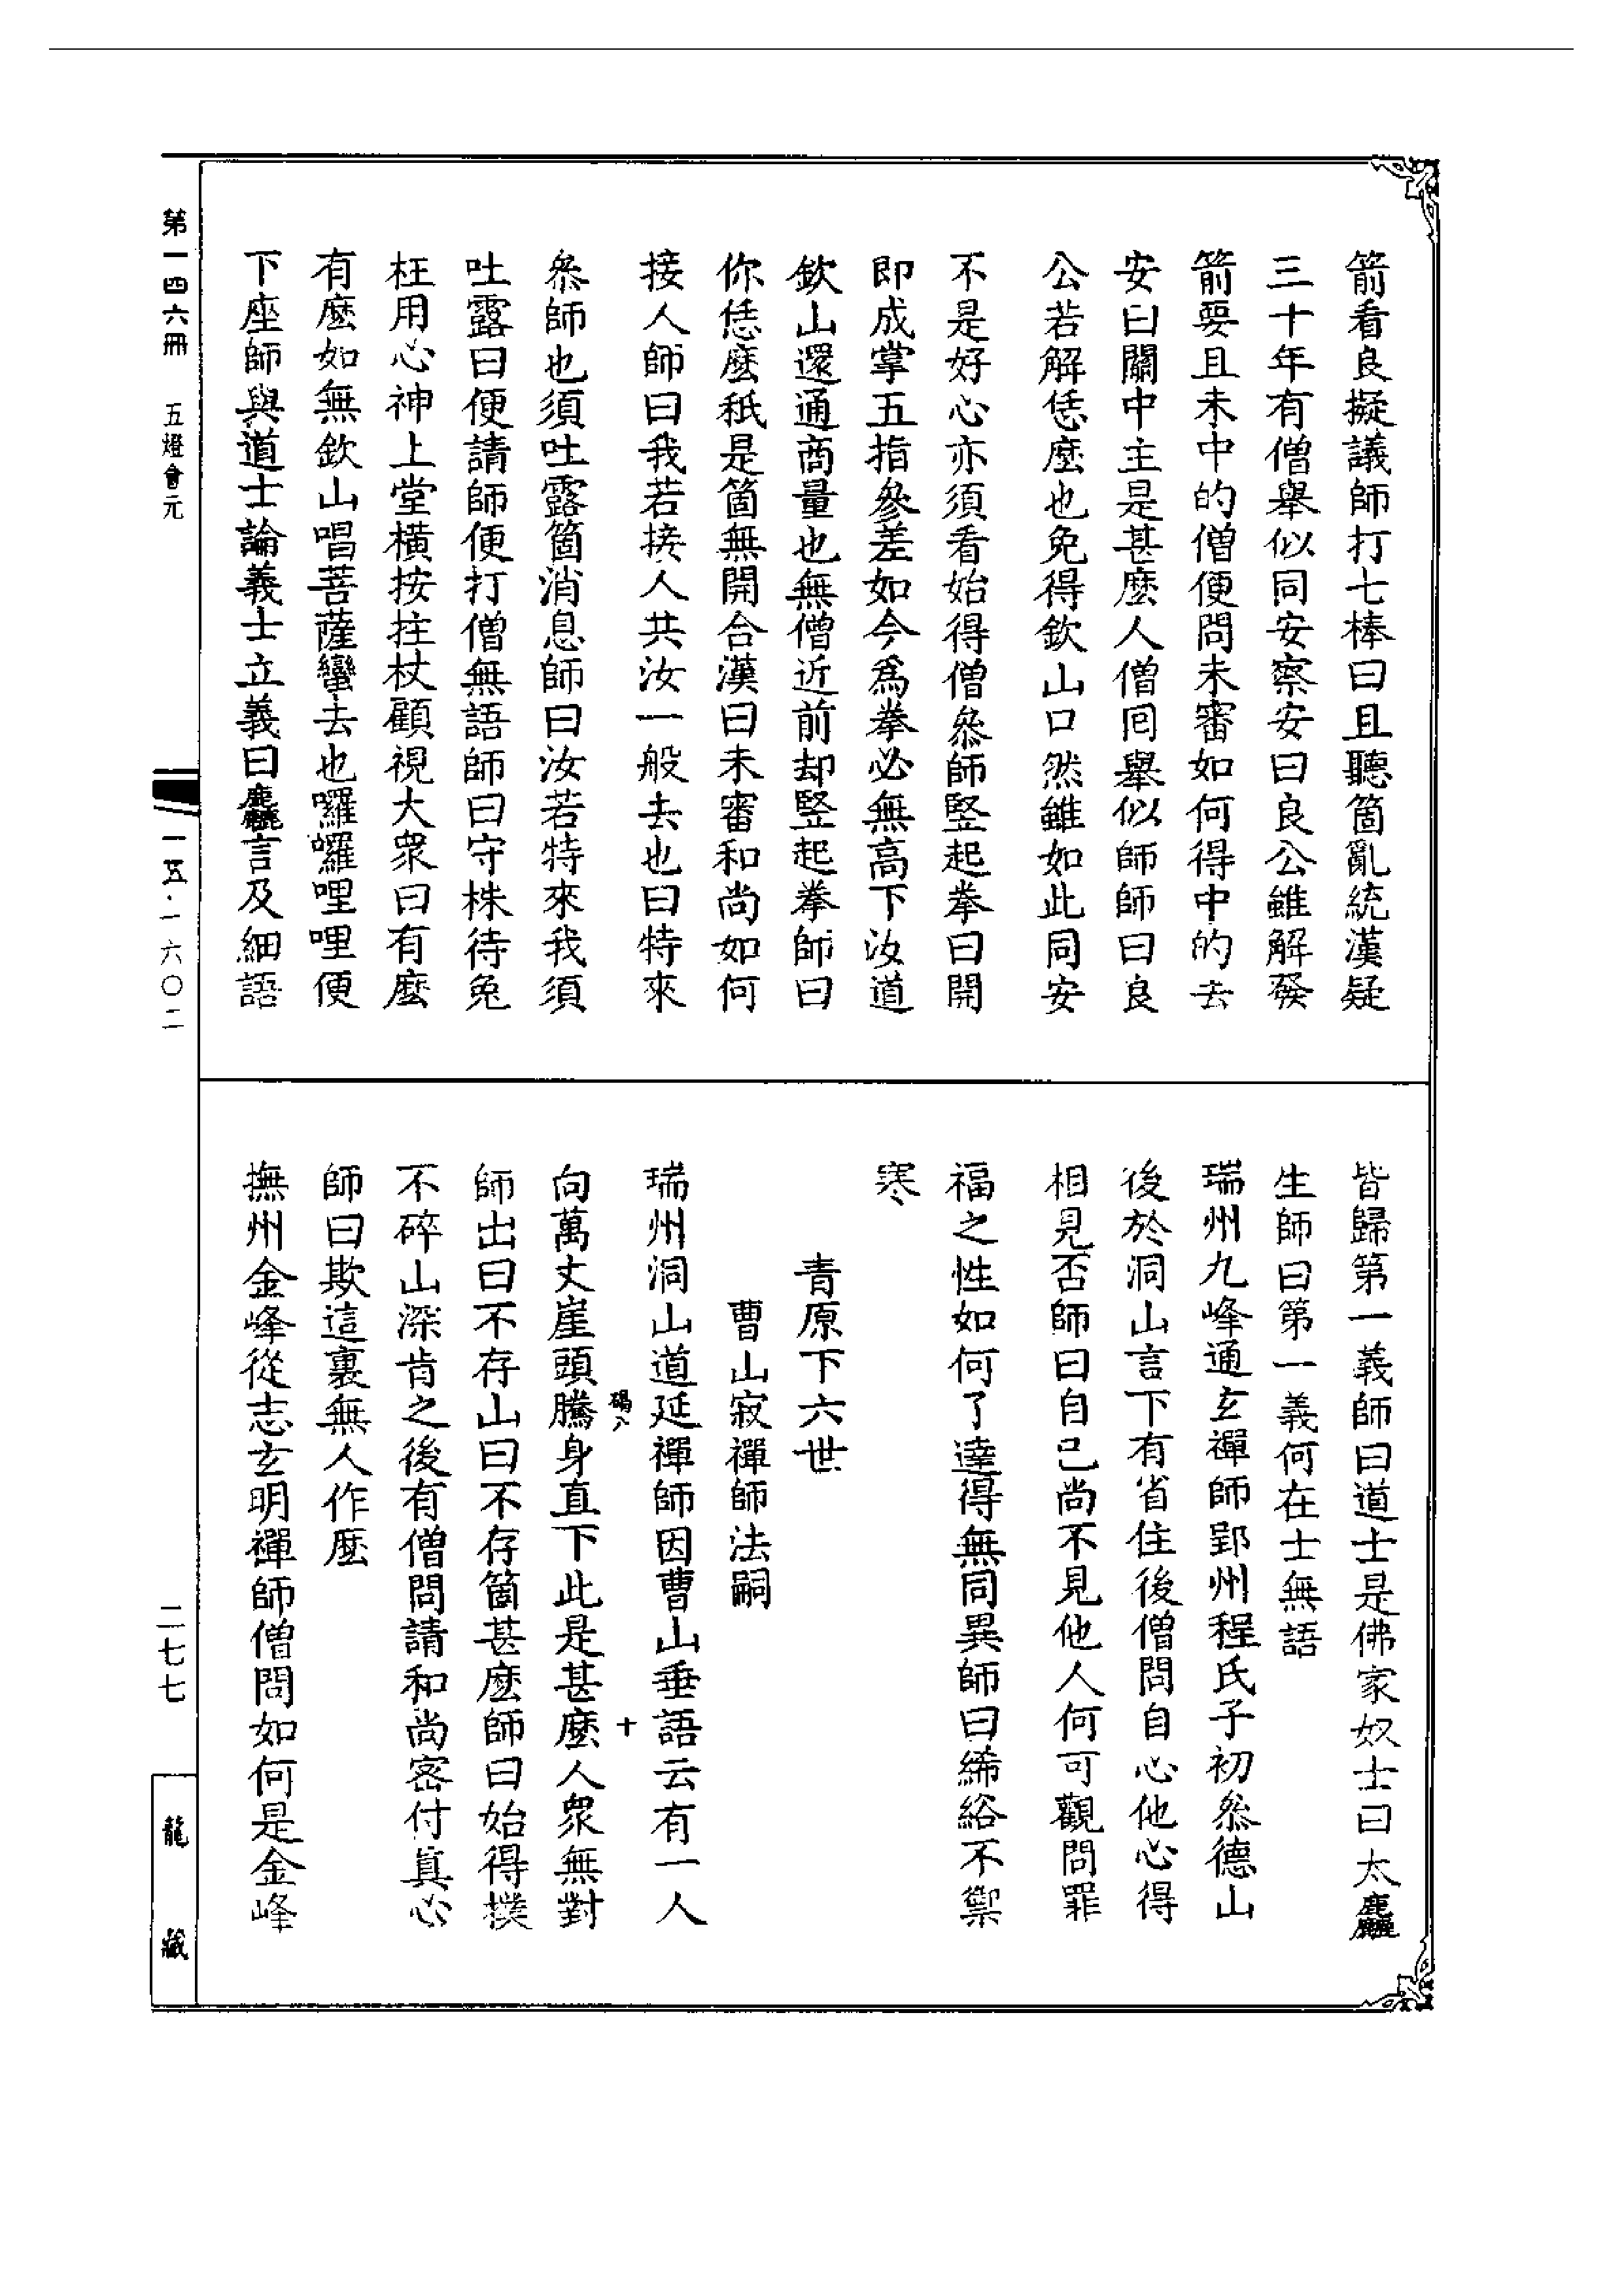 箭看良擬議師打七棒曰且聽箇亂統漢疑
三十年有僧舉似同安察安曰良公雖解發
箭要且未中的僧便問未審如何得中的去
安曰關中主是甚麼人僧囘舉似師師曰良
公若解恁麼也免得欽山口然雖如此同安
不是好心亦須看始得僧叅師竪起拳曰開
即成掌五指參差如今爲拳必無高下汝道
欽山還通商量也無僧近前却竪起拳師曰
你恁麼秖是箇無開合漢曰未審和尚如何
接人師曰我若接人共汝一般去也曰特來
叅師也須吐露箇消息師曰汝若特來我須
吐露曰便請師便打僧無語師曰守株待兔
枉用心神上堂橫按拄杖顧視大衆曰有麼
有麼如無欽山唱菩薩蠻去也囉囉哩哩便
下座師與道士論義士立義曰麤言及細語
皆歸第一義師曰道士是佛家奴士曰太麤
生師曰第一義何在士無語
瑞州九峰通玄禪師郢州程氏子初叅德山
後於洞山言下有省住後僧問自心他心得
相見否師曰自己尚不見他人何可觀問罪
福之性如何了達得無同異師曰絺綌不禦
寒
青原下六世
曹山寂禪師法嗣
瑞州洞山道延禪師因曹山垂語云有一人
碣八 十
向萬丈崖頭騰身直下此是甚麼人衆無對
師出曰不存山曰不存箇甚麼師曰始得撲
不碎山深肯之後有僧問請和尚密付眞心
師曰欺這裏無人作麼
撫州金峰從志玄明禪師僧問如何是金峰
第一四六冊 五燈會元
一五·一六〇二
二七七
龍藏